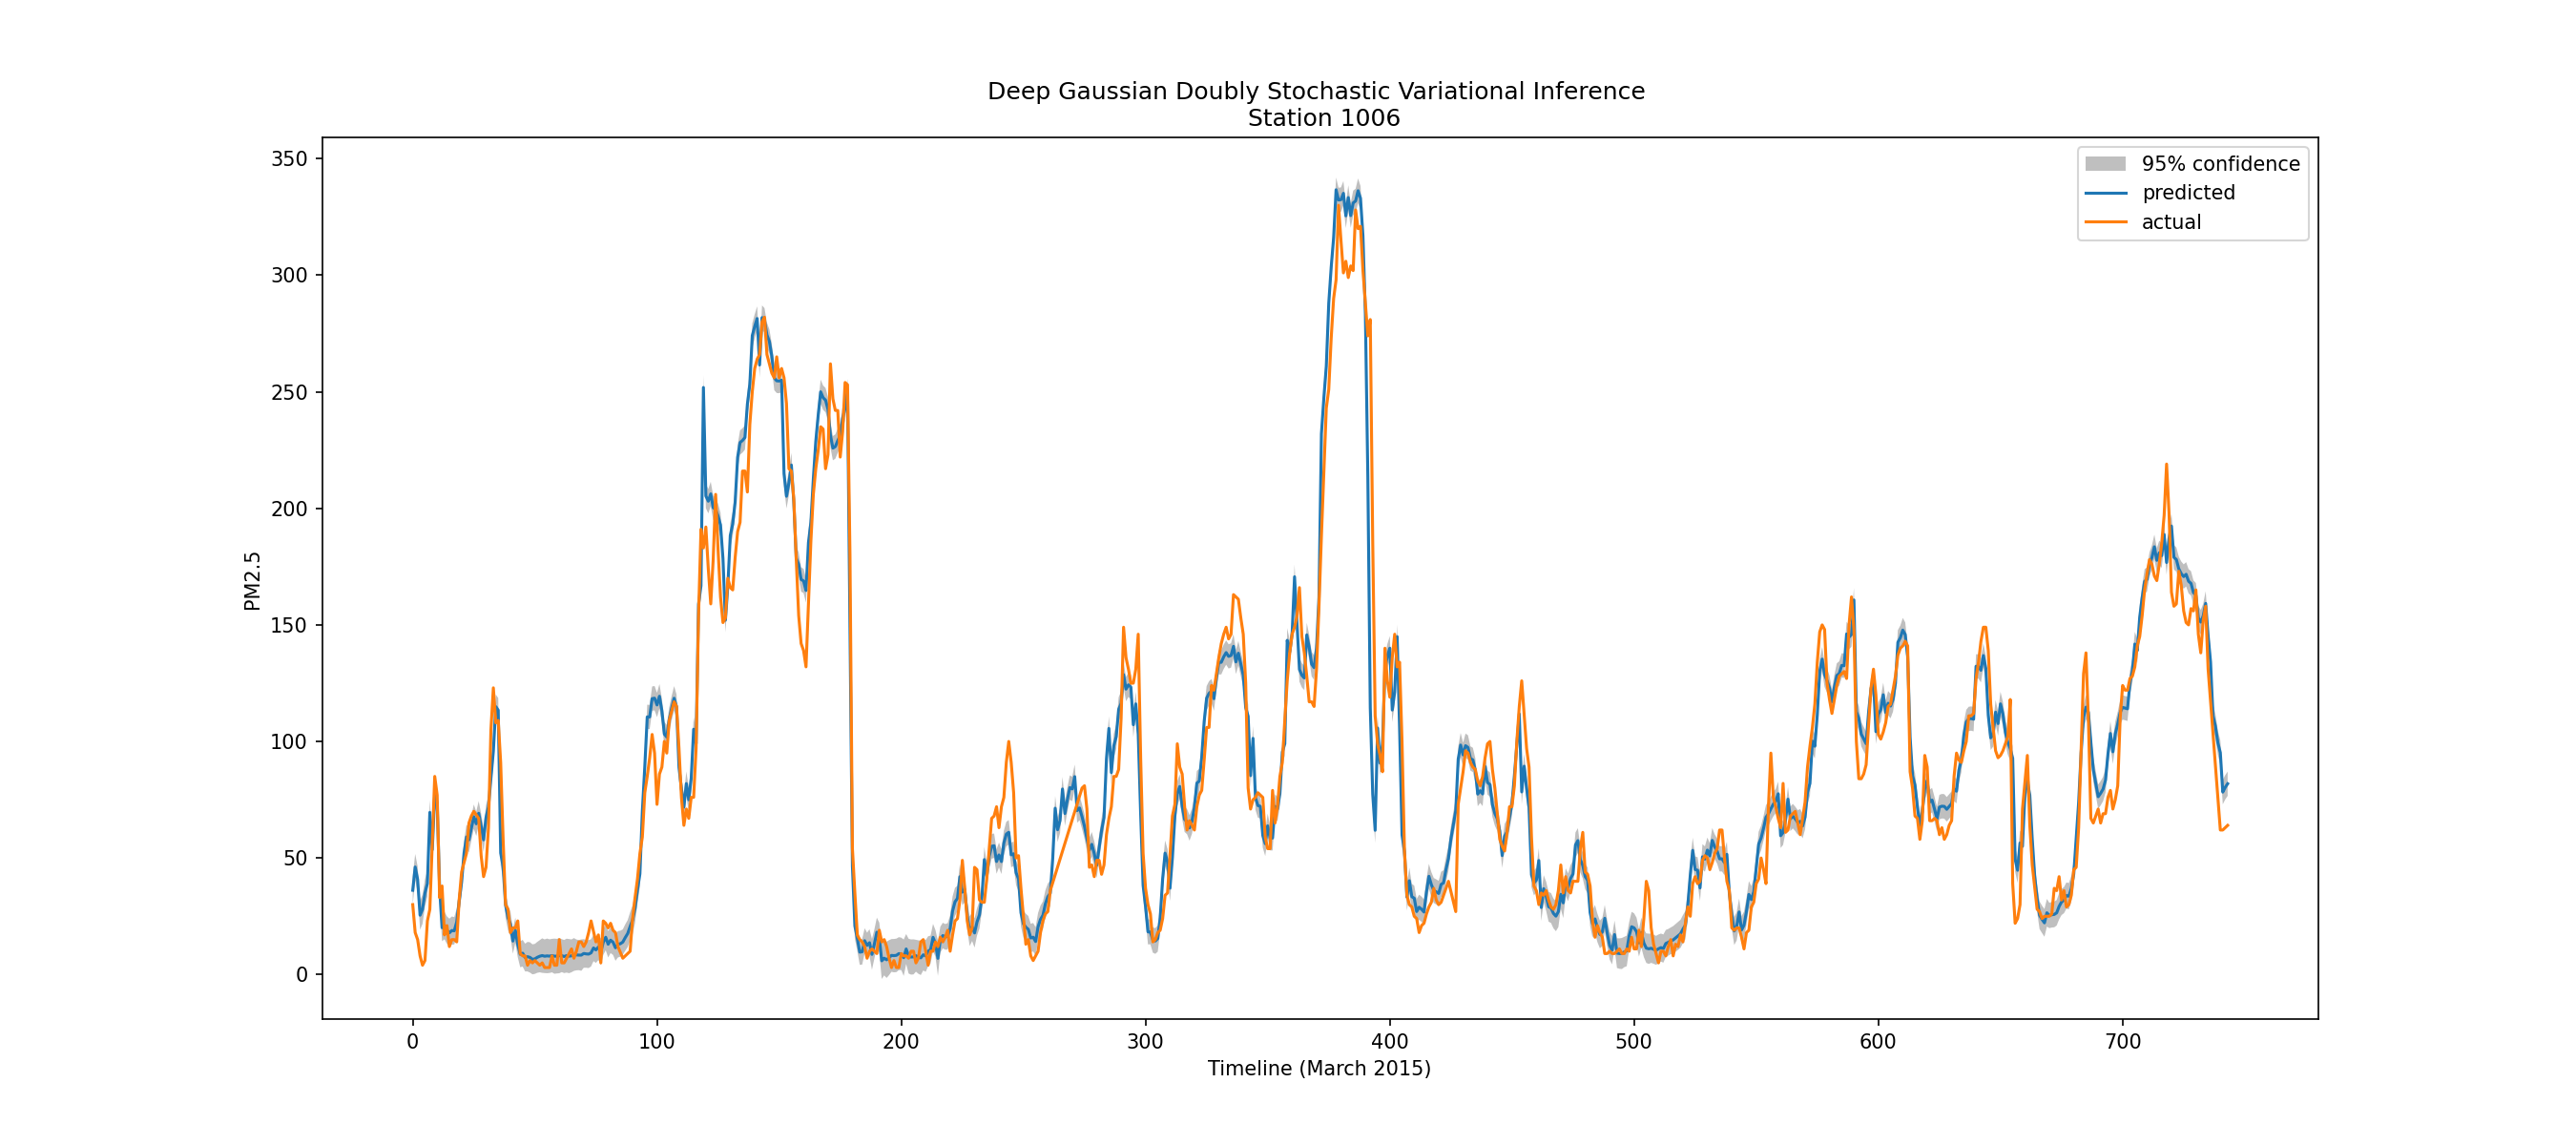 Deep Gaussian Doubly Stochastic Variational Inference
Station 1006
350
300
250
200
150
100
50
0
PM2.5
95% confidence
predicted
actual
0 100 200 300 400 500 600 700
Timeline (March 2015)